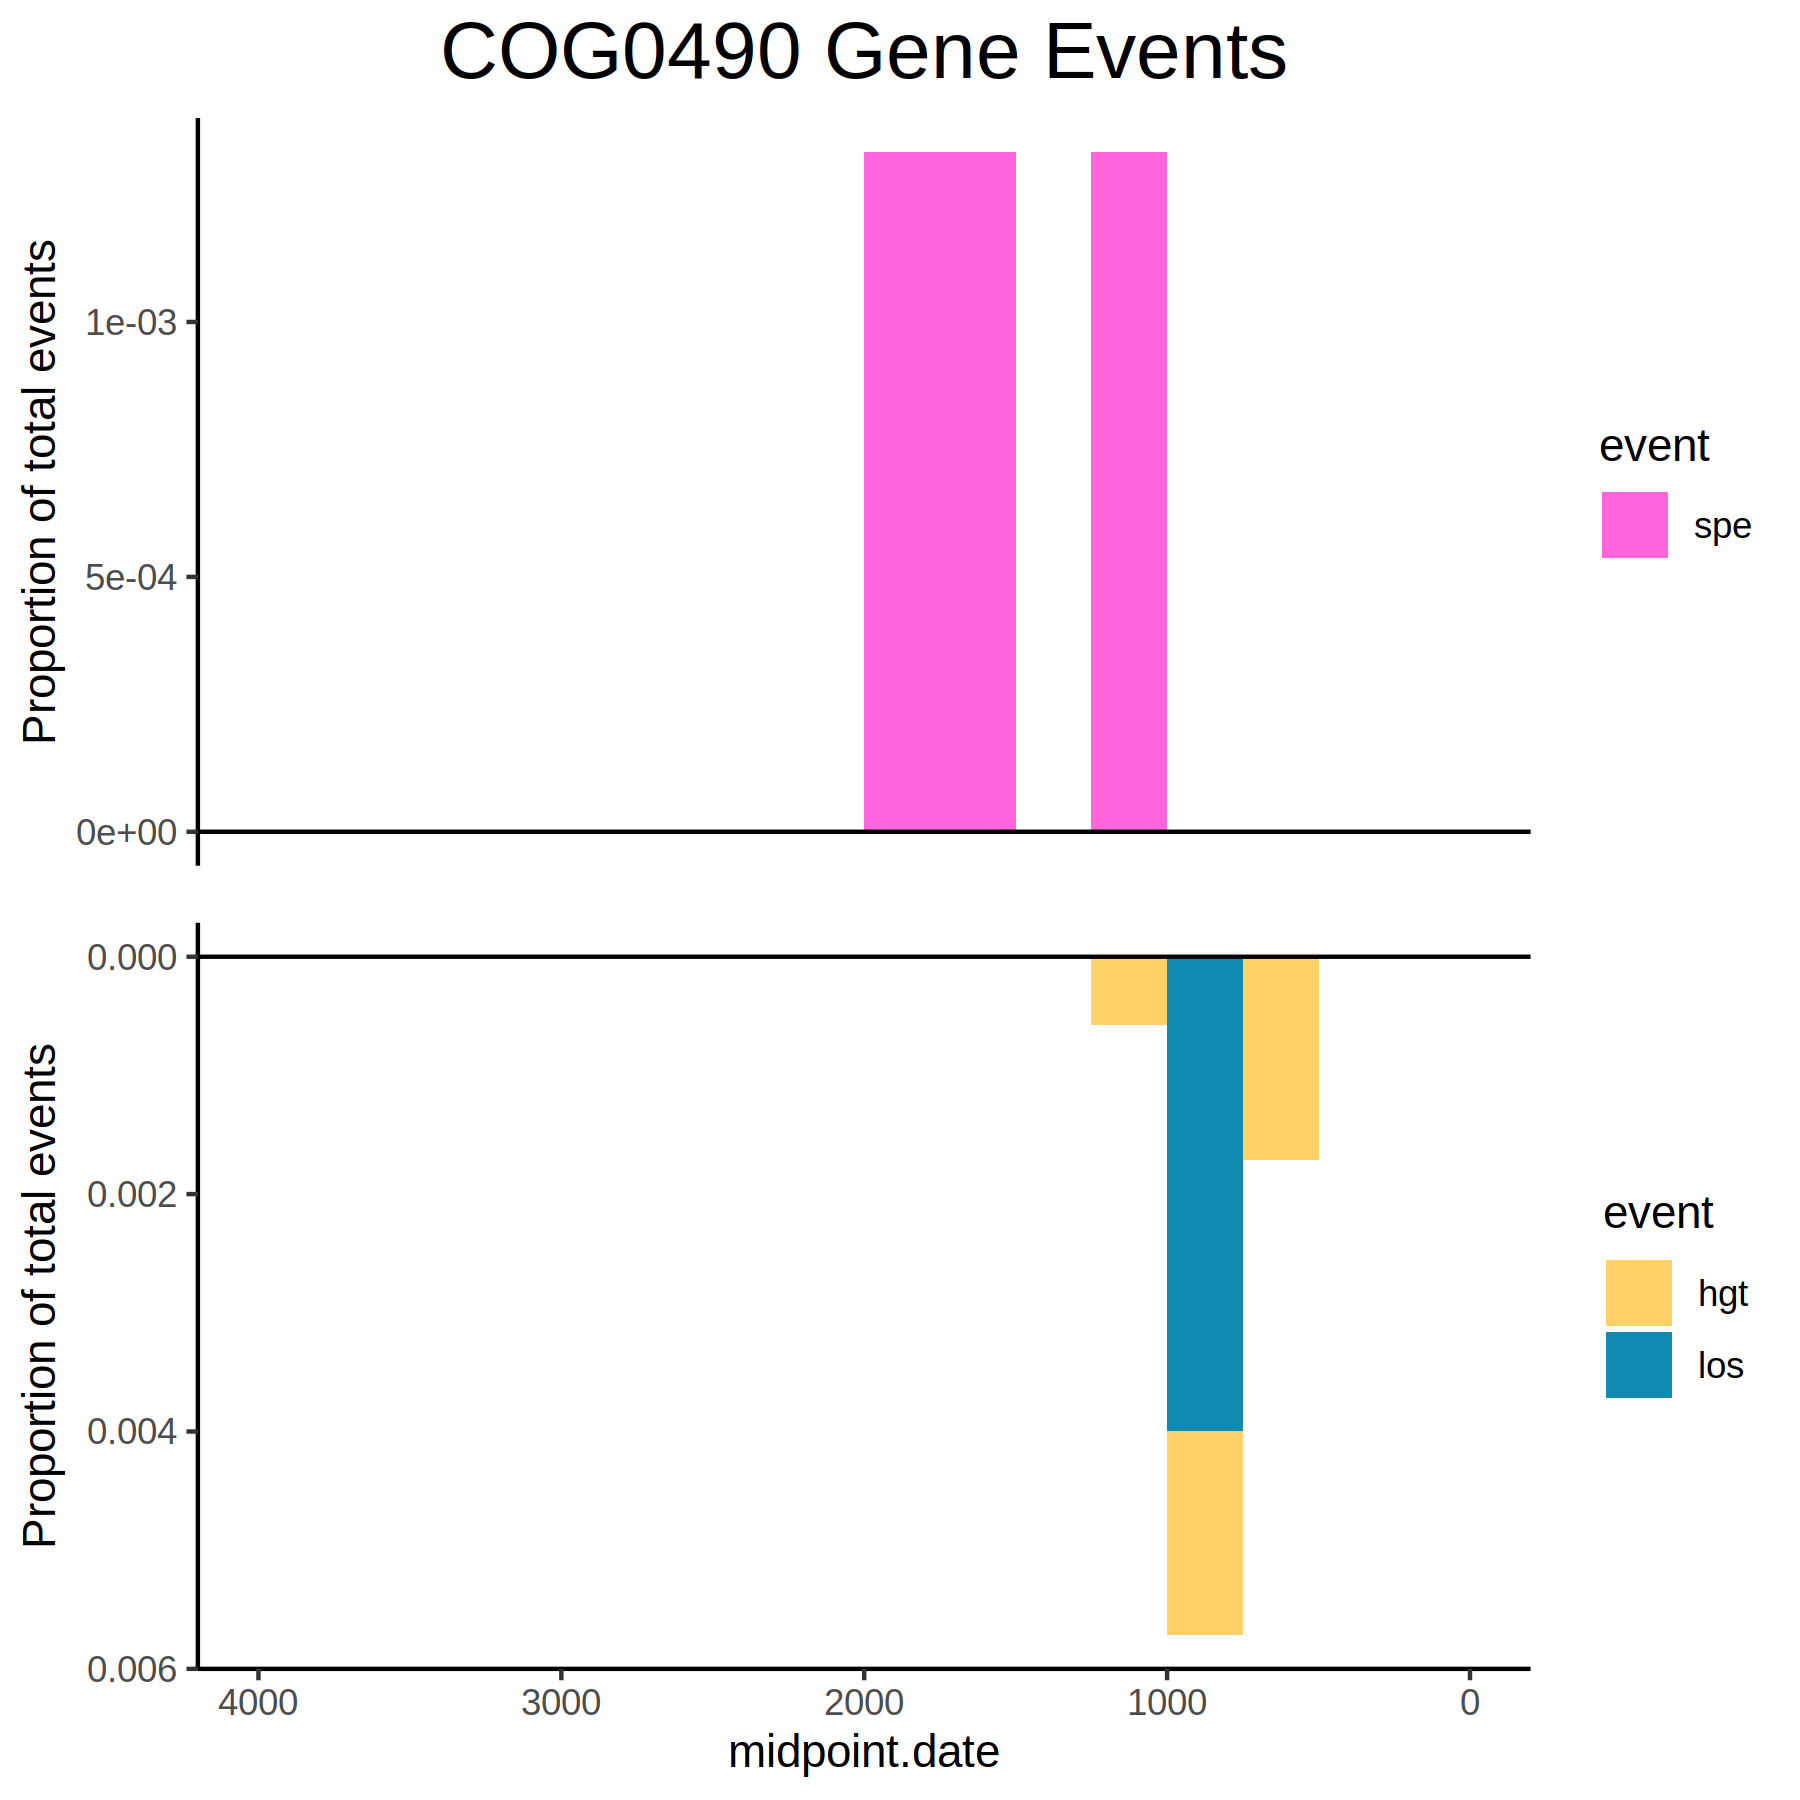 COG0490 Gene Events
Proportion of total events
1e-03
5e-04
0e+00
event
spe
Proportion of total events
0.000
0.002
0.004
0.006
event
hgt
los
4000 3000 2000 1000 0
midpoint.date